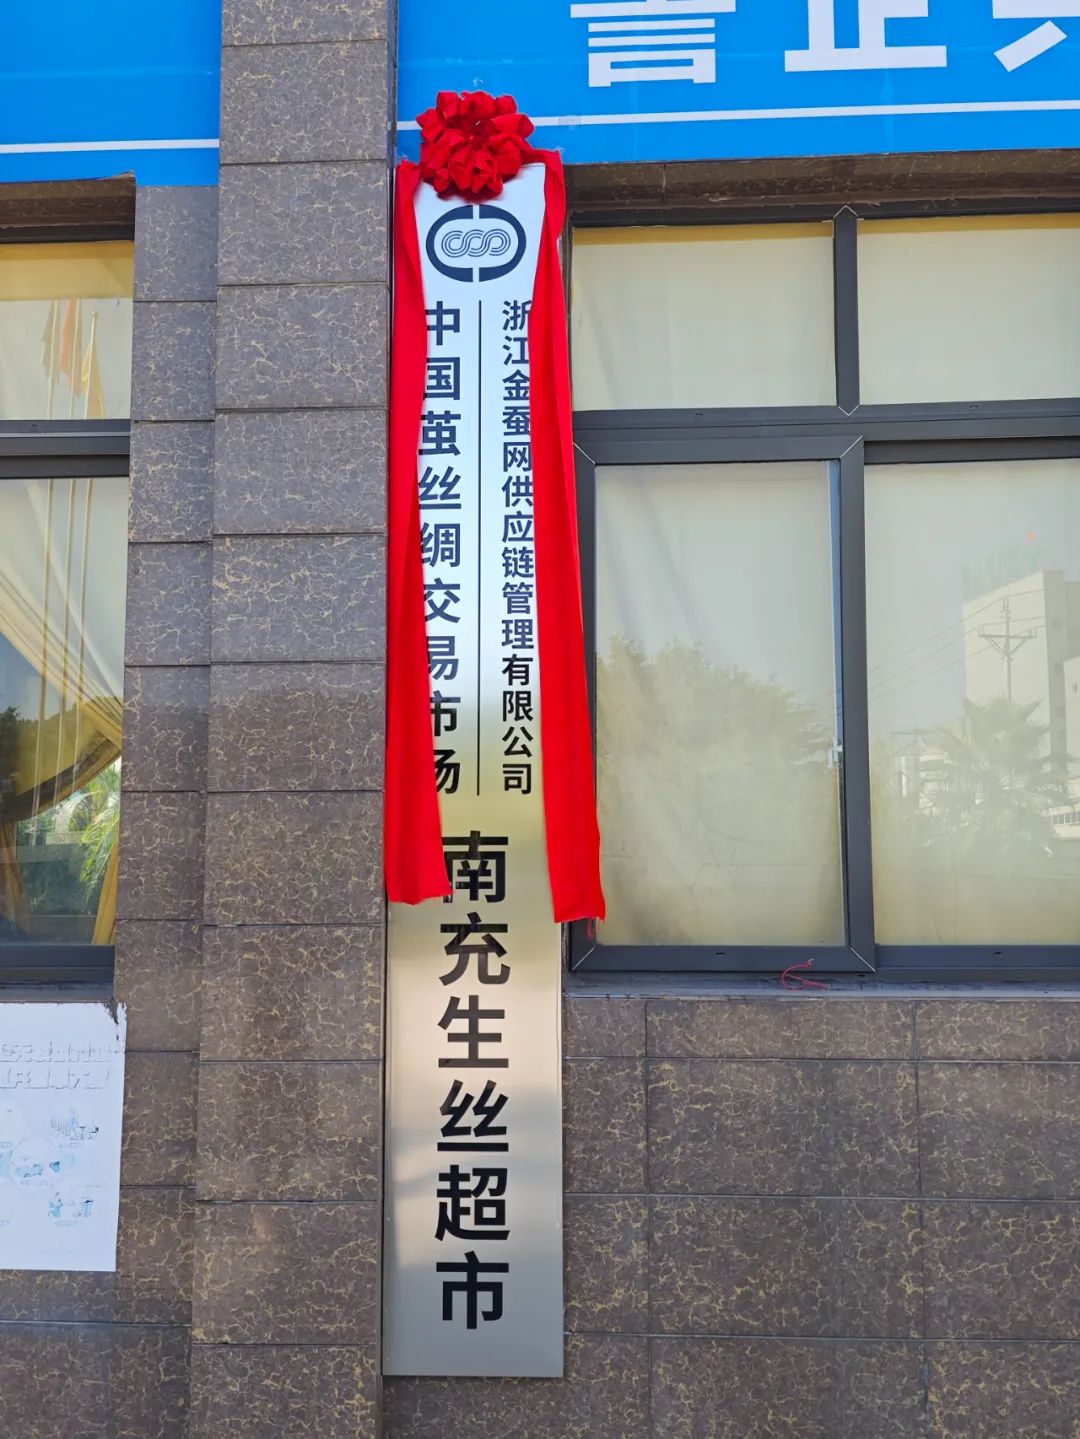 中国茧丝绸交易市场
浙江金蚕网供应链管理有限公司
南充生丝超市